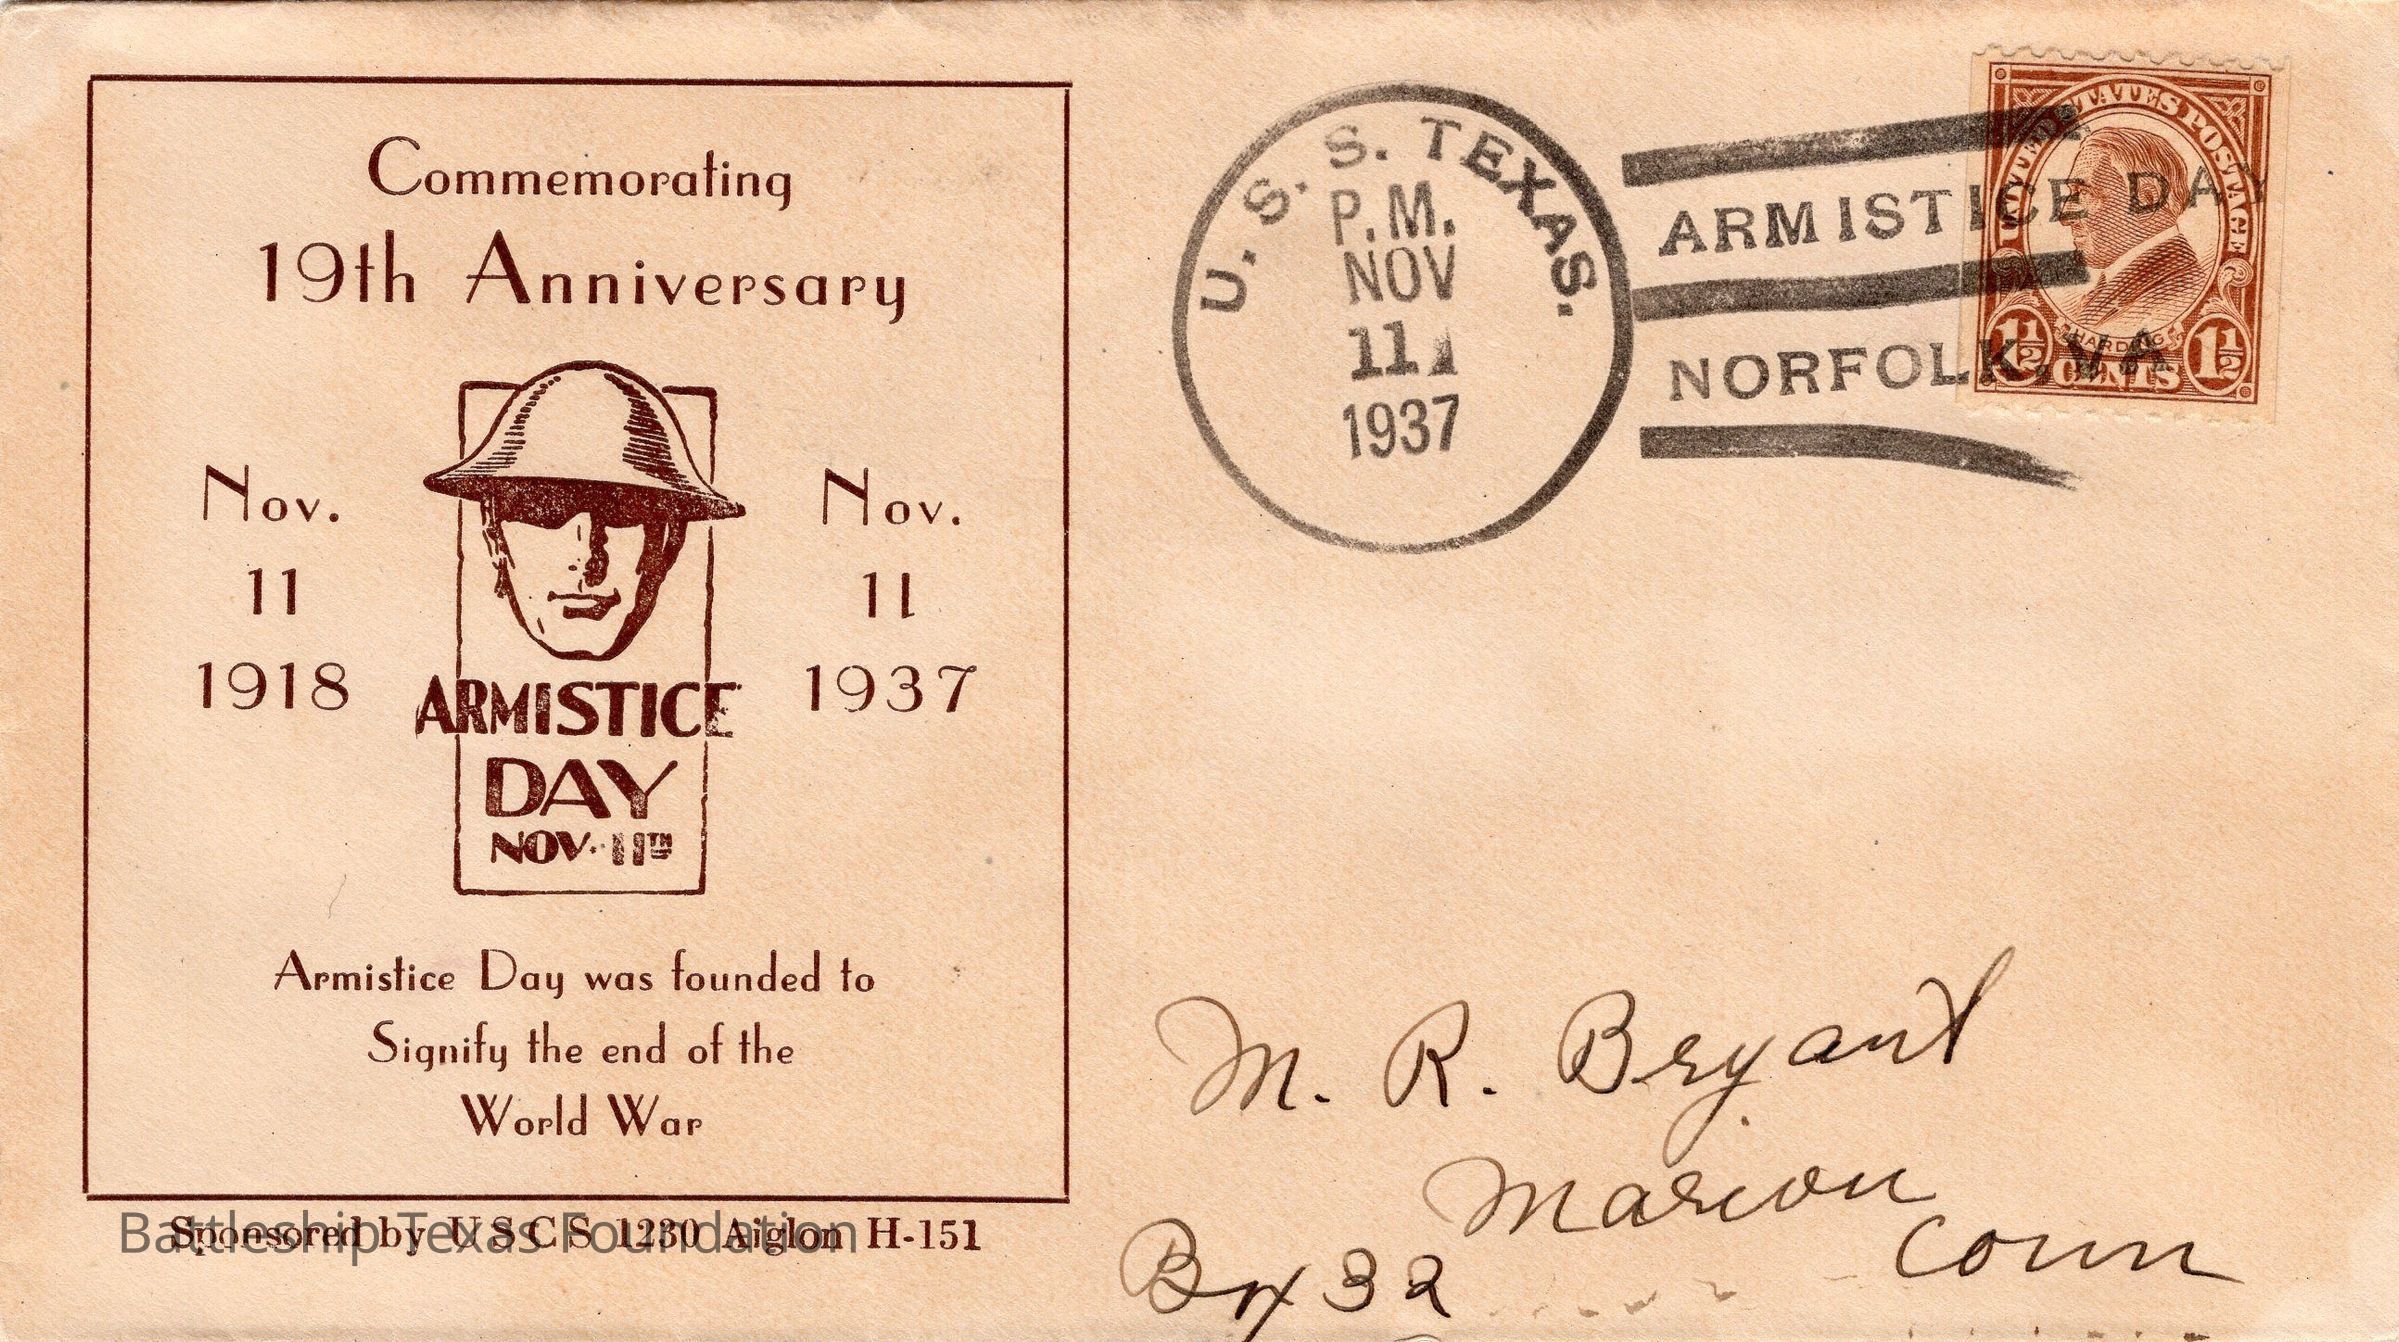 Commemorating
19th Anniversary
Nov.
11
1918
ARMISTICE
DAY
NOV. 11TH
Nov.
11
1937
Armistice Day was founded to
Signify the end of the
World War
Sponsored by U S C S 1230 Aiglon H-151
Battleship Texas Foundation
U. S. S. TEXAS.
P.M.
NOV
11
1937
ARMISTICE DAY
NORFOLK, VA
UNITED STATES POSTAGE
HARDING
1½ CENTS 1½
M. R. Bryant
Marion
Conn
Box 32